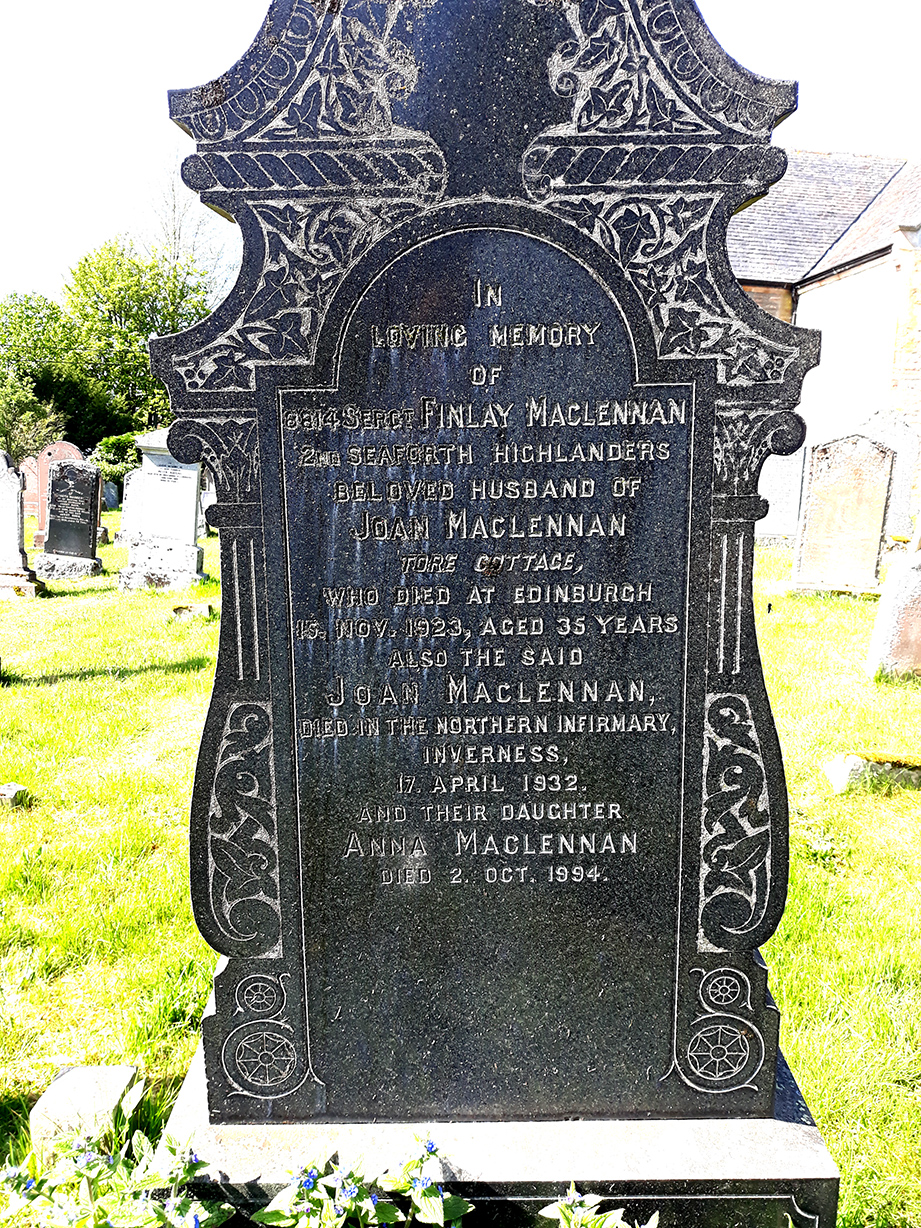 IN
LOVING MEMORY
OF
8814 SERGT FINLAY MACLENNAN
2ND SEAFORTH HIGHLANDERS
BELOVED HUSBAND OF
JOAN MACLENNAN
TORE COTTAGE,
WHO DIED AT EDINBURGH
15. NOV. 1923, AGED 35 YEARS
ALSO THE SAID
JOAN MACLENNAN,
DIED IN THE NORTHERN INFIRMARY,
INVERNESS,
17. APRIL 1932.
AND THEIR DAUGHTER
ANNA MACLENNAN
DIED 2. OCT. 1994.